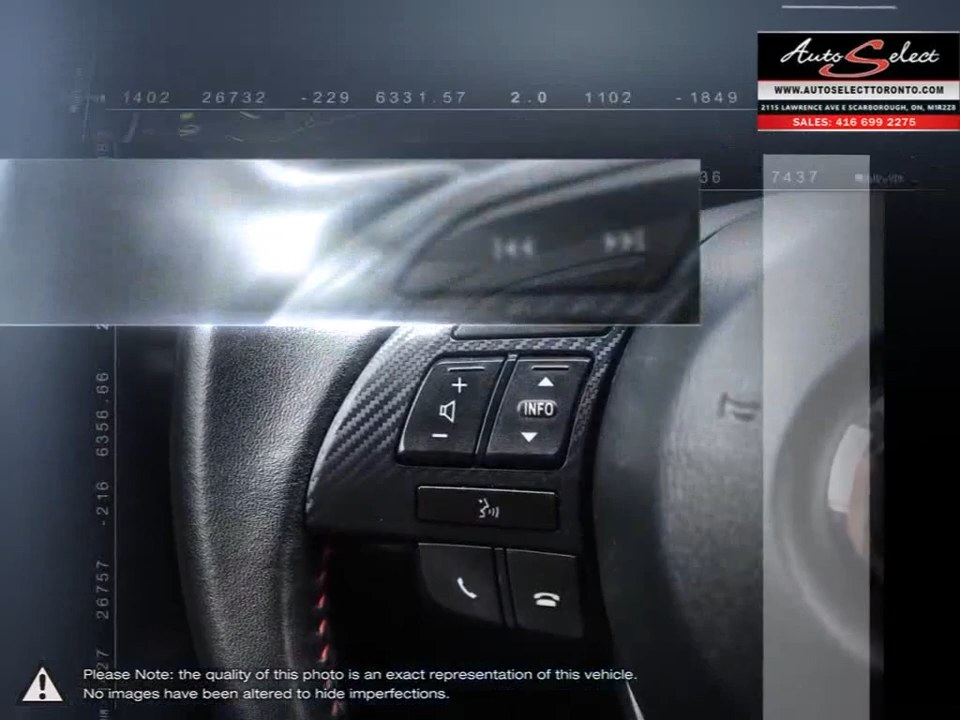 Auto Select
WWW.AUTOSELECTTORONTO.COM
2115 LAWRENCE AVE E SCARBOROUGH, ON, M1R2Z8
SALES: 416 699 2275
1402 26732 -229 6331.57 2.0 1102 -1849
36 7437
INFO
6356.66
-216
26757
27
Please Note: the quality of this photo is an exact representation of this vehicle.
No images have been altered to hide imperfections.